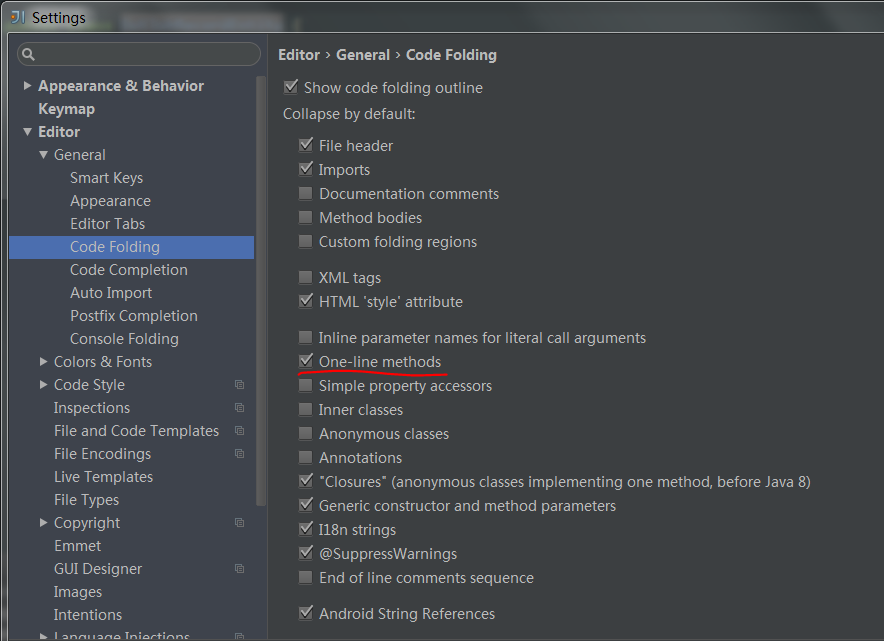 Settings
Appearance & Behavior
Keymap
Editor
General
Smart Keys
Appearance
Editor Tabs
Code Folding
Code Completion
Auto Import
Postfix Completion
Console Folding
Colors & Fonts
Code Style
Inspections
File and Code Templates
File Encodings
Live Templates
File Types
Copyright
Emmet
GUI Designer
Images
Intentions
Language Injections
Editor › General › Code Folding
Show code folding outline
Collapse by default:
File header
Imports
Documentation comments
Method bodies
Custom folding regions
XML tags
HTML 'style' attribute
Inline parameter names for literal call arguments
One-line methods
Simple property accessors
Inner classes
Anonymous classes
Annotations
"Closures" (anonymous classes implementing one method, before Java 8)
Generic constructor and method parameters
I18n strings
@SuppressWarnings
End of line comments sequence
Android String References